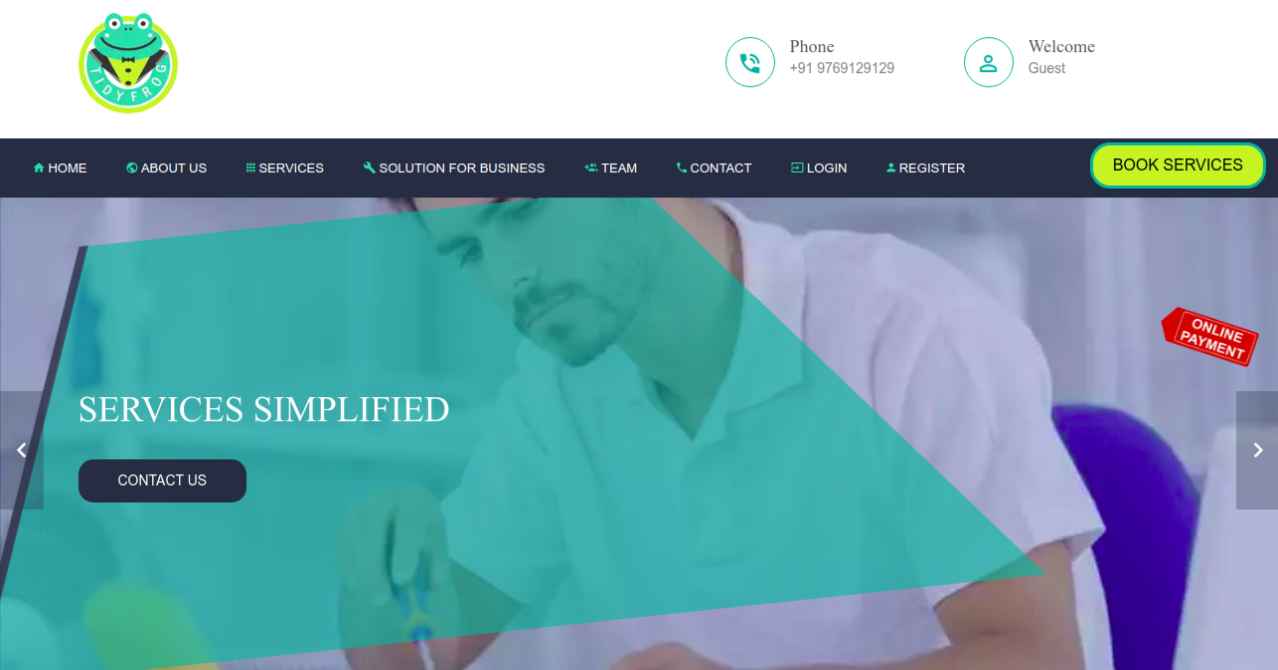 TIDYFROG
Phone
+91 9769129129
Welcome
Guest
HOME
ABOUT US
SERVICES
SOLUTION FOR BUSINESS
TEAM
CONTACT
LOGIN
REGISTER
BOOK SERVICES
ONLINE
PAYMENT
SERVICES SIMPLIFIED
CONTACT US